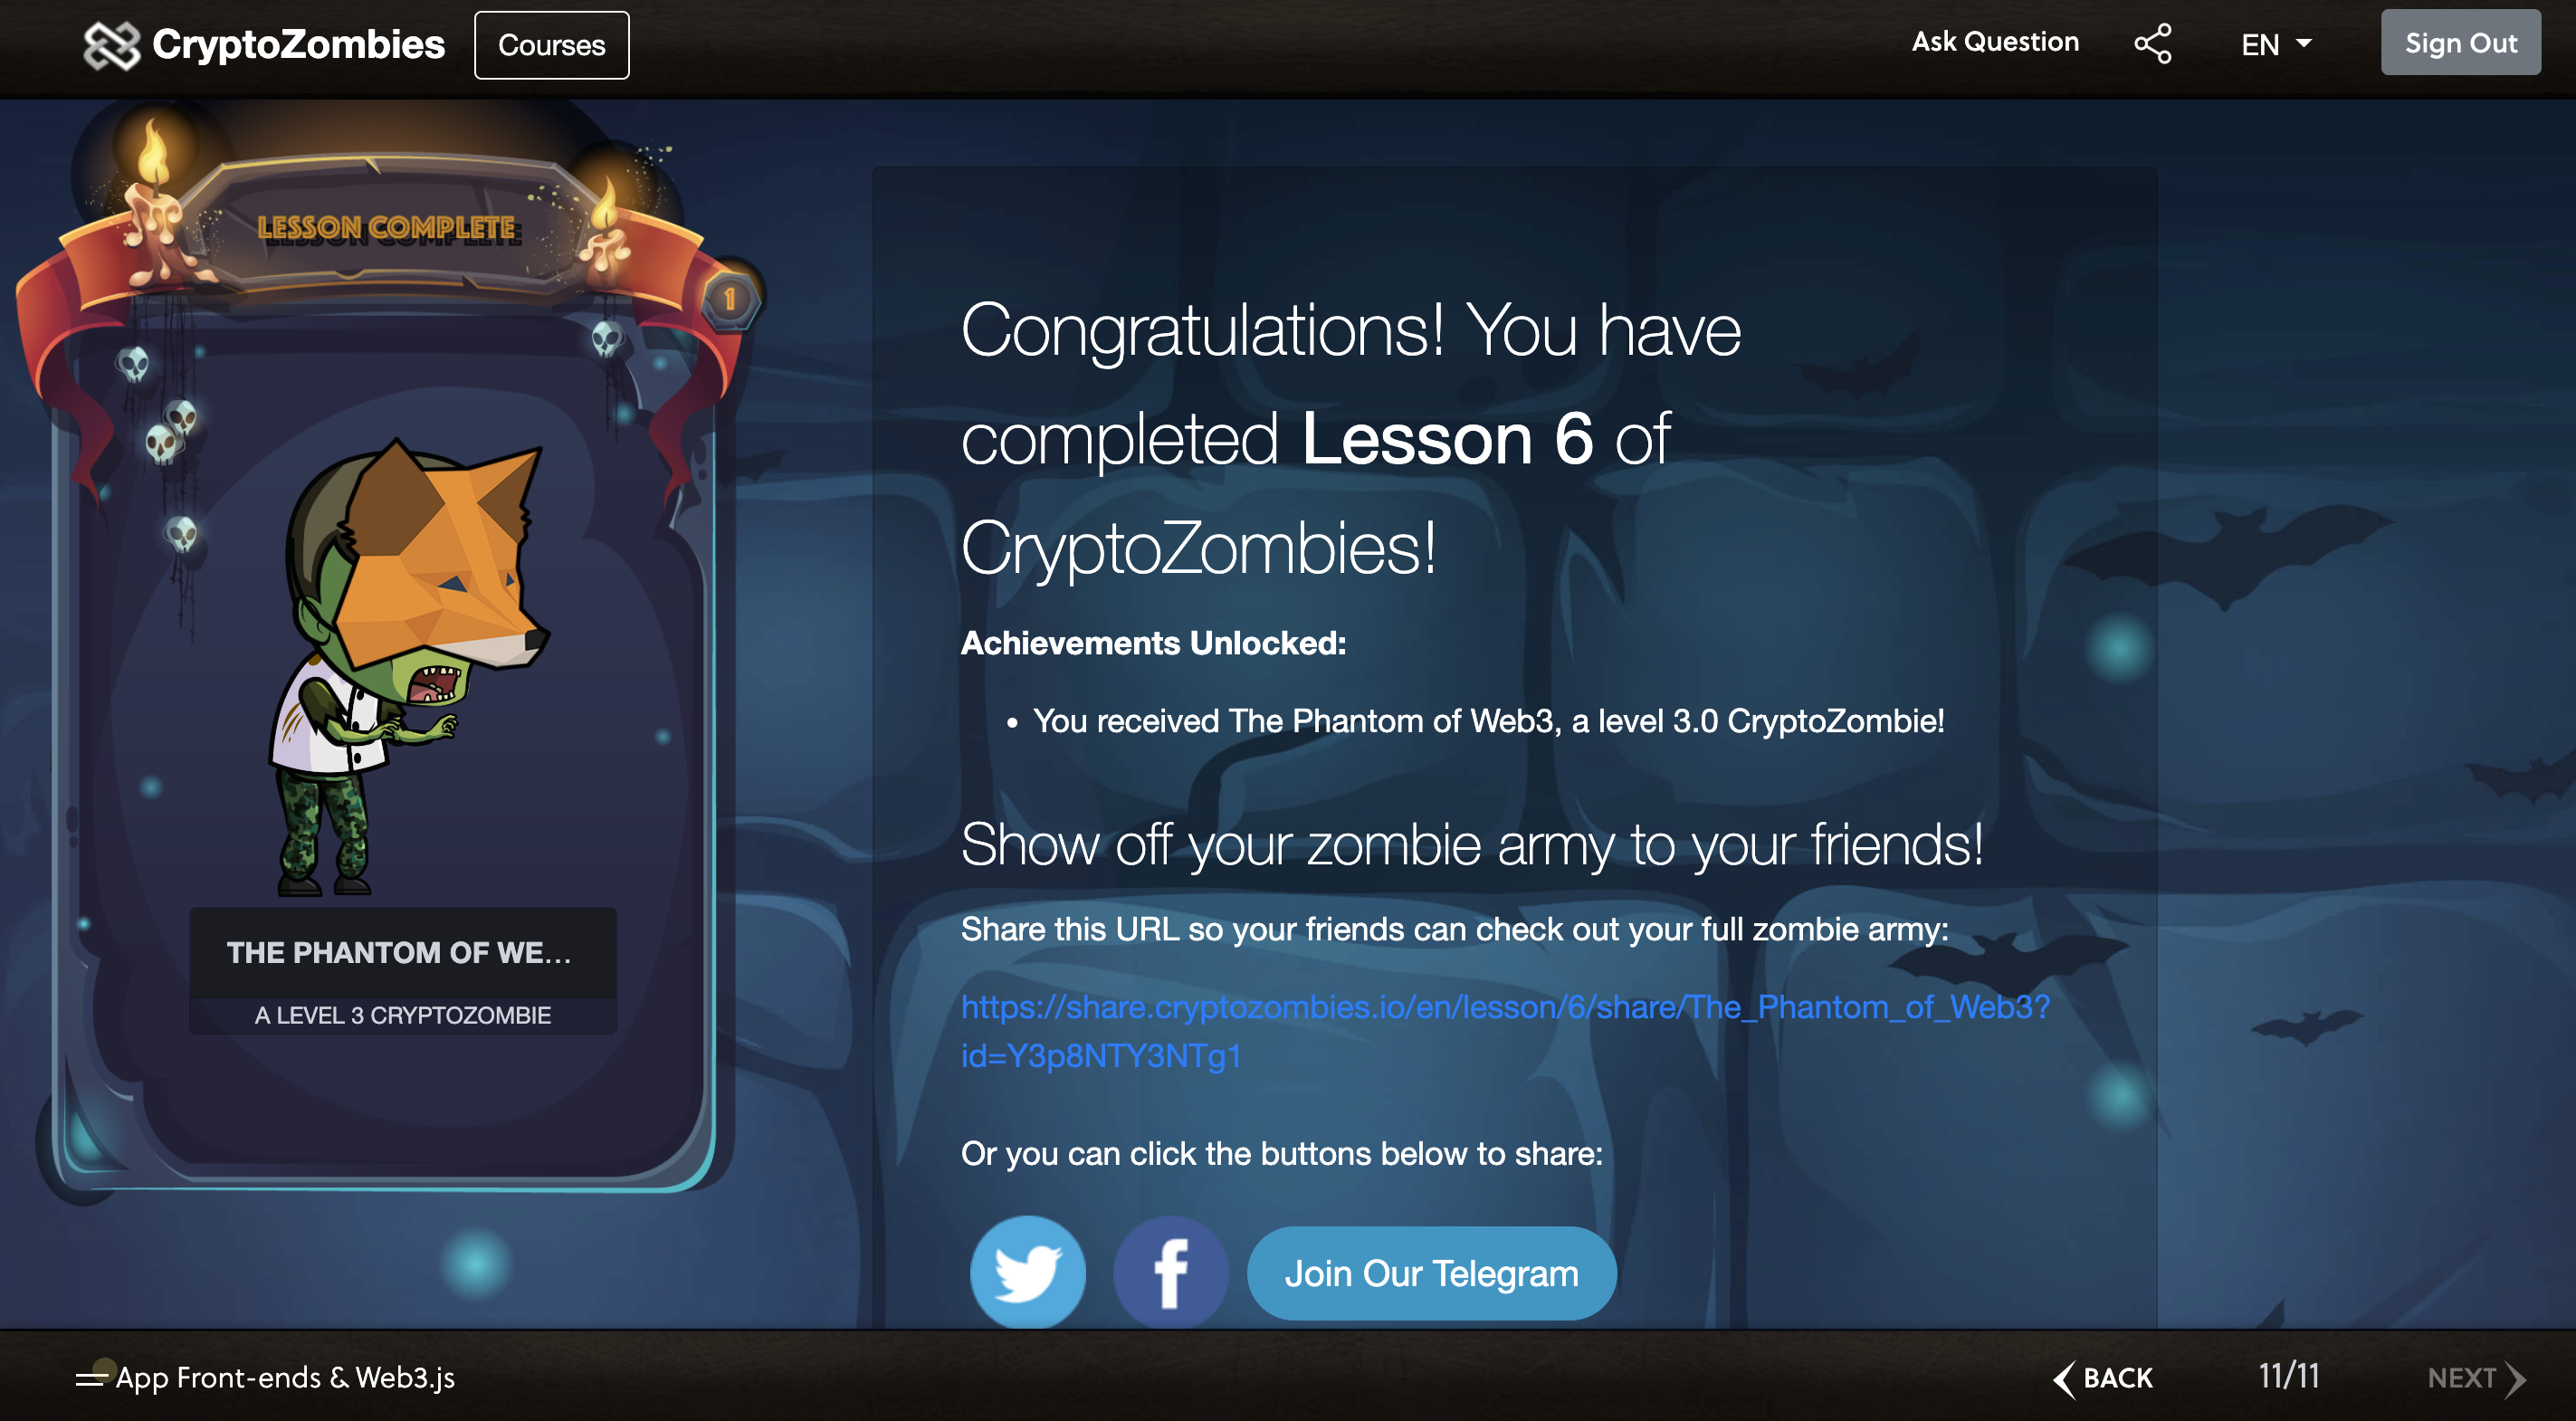 CryptoZombies
Courses
Ask Question
EN
Sign Out
LESSON COMPLETE
1
THE PHANTOM OF WE...
A LEVEL 3 CRYPTOZOMBIE
Congratulations! You have
completed Lesson 6 of
CryptoZombies!
Achievements Unlocked:
• You received The Phantom of Web3, a level 3.0 CryptoZombie!
Show off your zombie army to your friends!
Share this URL so your friends can check out your full zombie army:
https://share.cryptozombies.io/en/lesson/6/share/The_Phantom_of_Web3?
id=Y3p8NTY3NTg1
Or you can click the buttons below to share:
Join Our Telegram
App Front-ends & Web3.js
BACK
11/11
NEXT